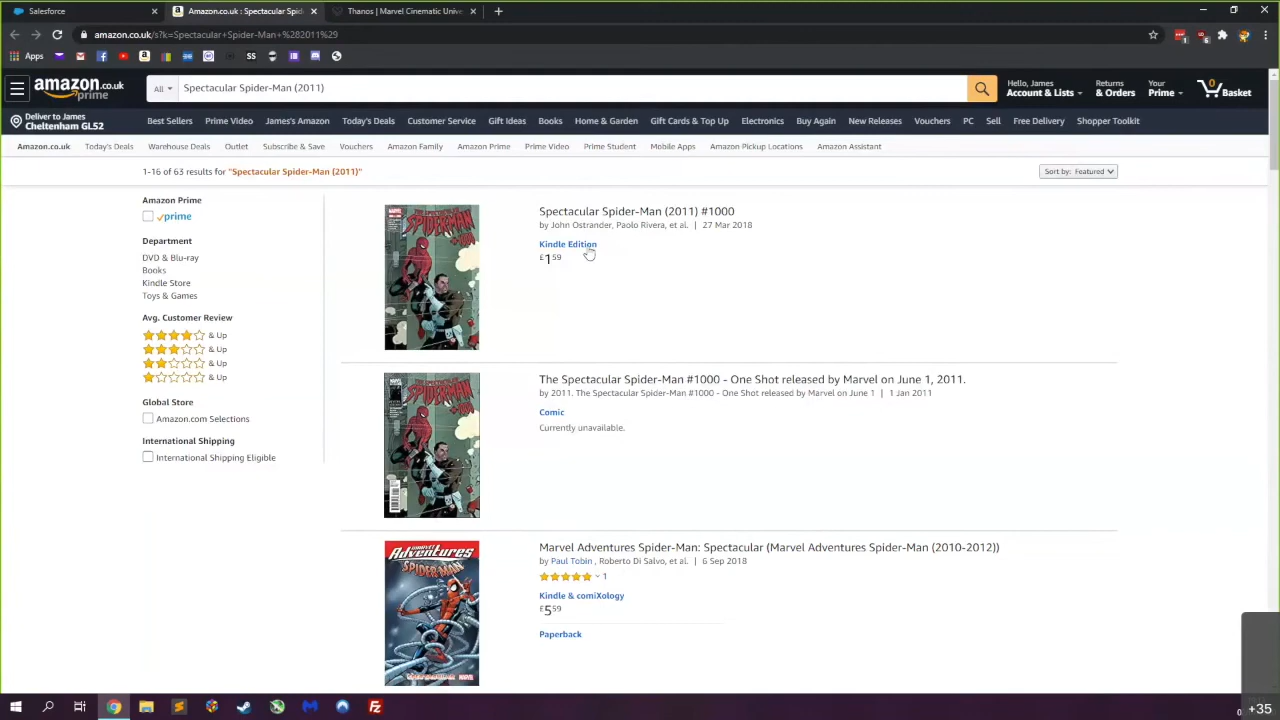 Salesforce
Amazon.co.uk : Spectacular Spid
Thanos | Marvel Cinematic Unive
amazon.co.uk/s?k=Spectacular+Spider-Man+%282011%29
Apps
amazon.co.uk
prime
All
Spectacular Spider-Man (2011)
Hello, James
Account & Lists
Returns
& Orders
Your
Prime
0
Basket
Deliver to James
Cheltenham GL52
Best Sellers Prime Video James's Amazon Today's Deals Customer Service Gift Ideas Books Home & Garden Gift Cards & Top Up Electronics Buy Again New Releases Vouchers PC Sell Free Delivery Shopper Toolkit
Amazon.co.uk Today's Deals Warehouse Deals Outlet Subscribe & Save Vouchers Amazon Family Amazon Prime Prime Video Prime Student Mobile Apps Amazon Pickup Locations Amazon Assistant
1-16 of 63 results for "Spectacular Spider-Man (2011)"
Sort by: Featured
Amazon Prime
prime
Department
DVD & Blu-ray
Books
Kindle Store
Toys & Games
Avg. Customer Review
& Up
& Up
& Up
& Up
Global Store
Amazon.com Selections
International Shipping
International Shipping Eligible
SPIDERMAN
Spectacular Spider-Man (2011) #1000
by John Ostrander, Paolo Rivera, et al. | 27 Mar 2018
Kindle Edition
£159
SPIDERMAN
The Spectacular Spider-Man #1000 - One Shot released by Marvel on June 1, 2011.
by 2011. The Spectacular Spider-Man #1000 - One Shot released by Marvel on June 1 | 1 Jan 2011
Comic
Currently unavailable.
Adventures
SPIDER-MAN
Marvel Adventures Spider-Man: Spectacular (Marvel Adventures Spider-Man (2010-2012))
by Paul Tobin , Roberto Di Salvo, et al. | 6 Sep 2018
1
Kindle & comiXology
£559
Paperback
+35